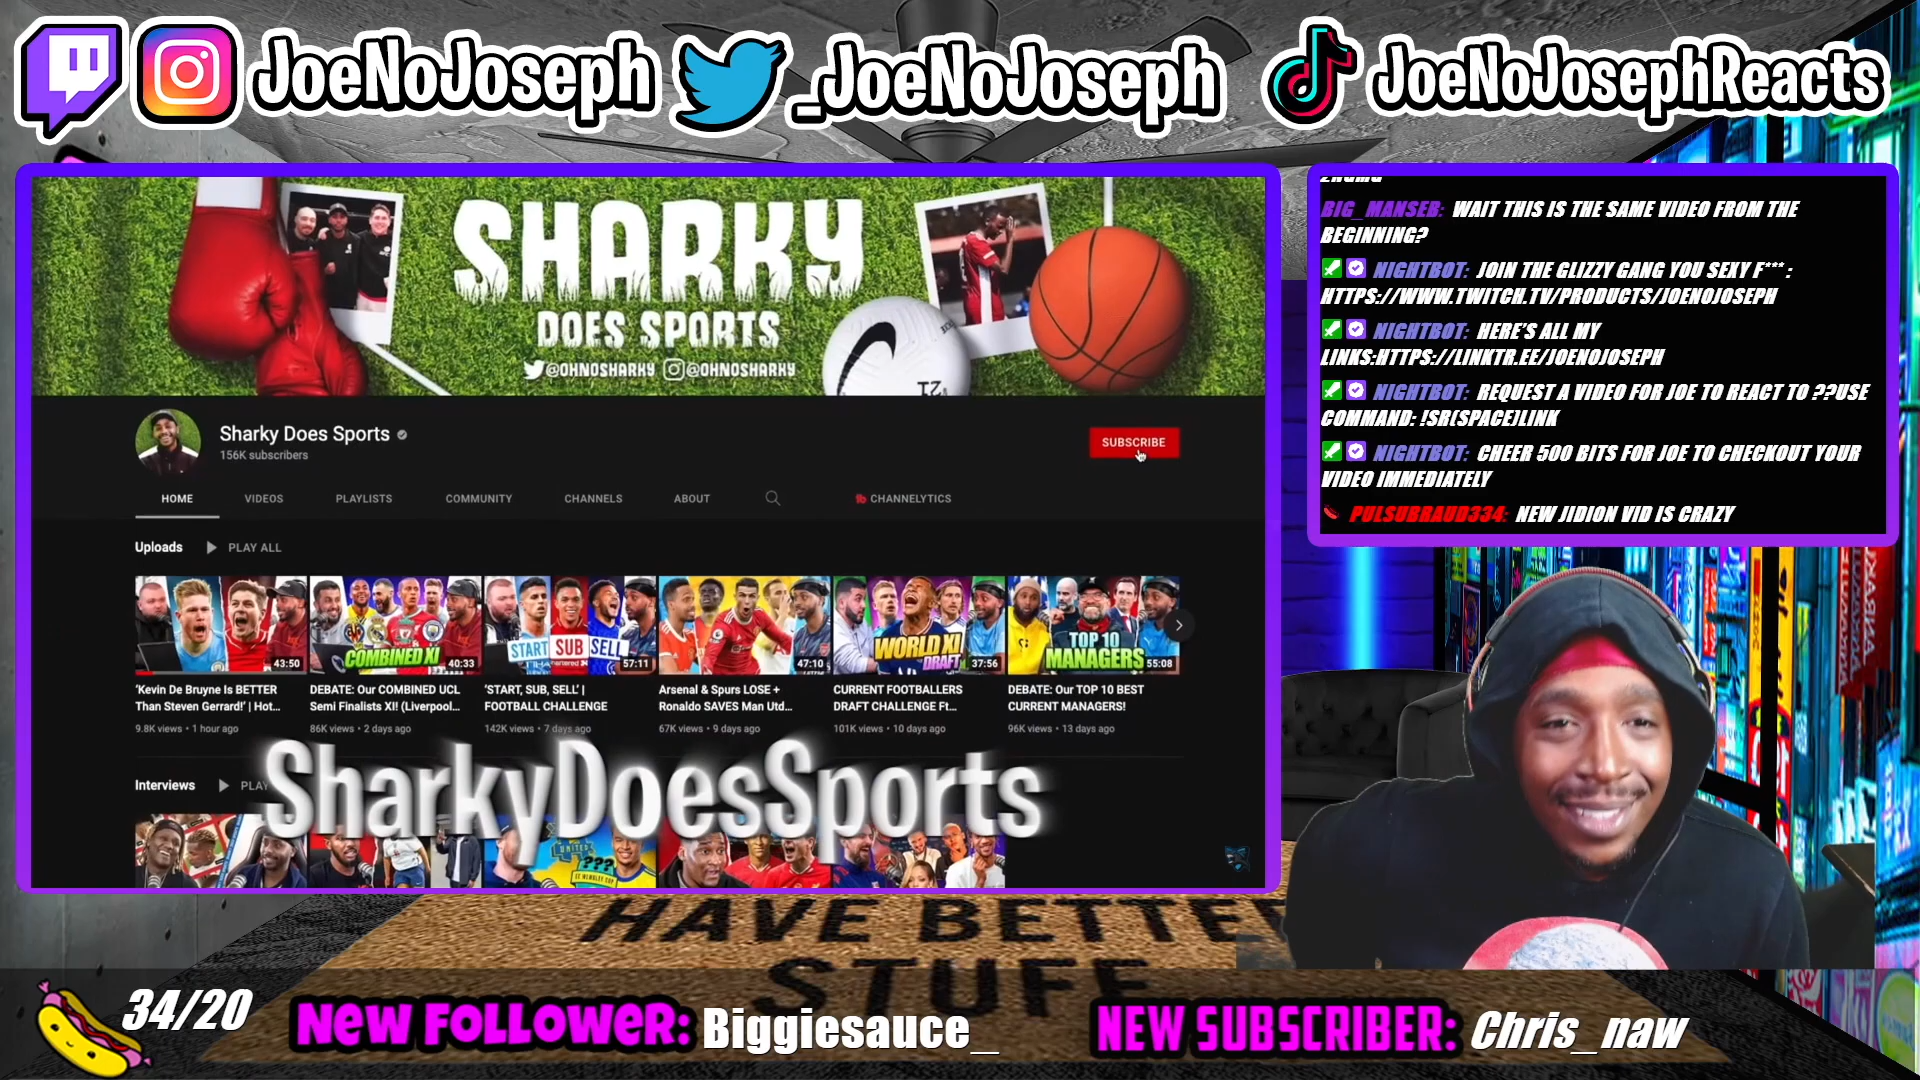 JoeNoJoseph
_JoeNoJoseph
JoeNoJosephReacts
SHARKY
DOES SPORTS
@OHNOSHARKY @OHNOSHARKY
Sharky Does Sports
156K subscribers
SUBSCRIBE
HOME VIDEOS PLAYLISTS COMMUNITY CHANNELS ABOUT CHANNELYTICS
Uploads PLAY ALL
COMBINED XI
START SUB SELL
WORLD XI
DRAFT
TOP 10
MANAGERS
43:50 40:33 57:11 47:10 37:56 55:08
'Kevin De Bruyne Is BETTER
Than Steven Gerrard!' | Hot...
9.8K views • 1 hour ago
DEBATE: Our COMBINED UCL
Semi Finalists XI! (Liverpool...
86K views • 2 days ago
'START, SUB, SELL' |
FOOTBALL CHALLENGE
142K views • 7 days ago
Arsenal & Spurs LOSE +
Ronaldo SAVES Man Utd...
67K views • 9 days ago
CURRENT FOOTBALLERS
DRAFT CHALLENGE Ft...
101K views • 10 days ago
DEBATE: Our TOP 10 BEST
CURRENT MANAGERS!
96K views • 13 days ago
Interviews
SharkyDoesSports
UNITED
???
BIG_MANSEB: WAIT THIS IS THE SAME VIDEO FROM THE
BEGINNING?
NIGHTBOT: JOIN THE GLIZZY GANG YOU SEXY F*** :
HTTPS://WWW.TWITCH.TV/PRODUCTS/JOENOJOSEPH
NIGHTBOT: HERE'S ALL MY
LINKS:HTTPS://LINKTR.EE/JOENOJOSEPH
NIGHTBOT: REQUEST A VIDEO FOR JOE TO REACT TO ??USE
COMMAND: !SR(SPACE)LINK
NIGHTBOT: CHEER 500 BITS FOR JOE TO CHECKOUT YOUR
VIDEO IMMEDIATELY
PULSUBRAUD334: NEW JIDION VID IS CRAZY
HAVE BETTE
STUFF
34/20
NEW FOLLOWER: Biggiesauce_
NEW SUBSCRIBER: Chris_naw